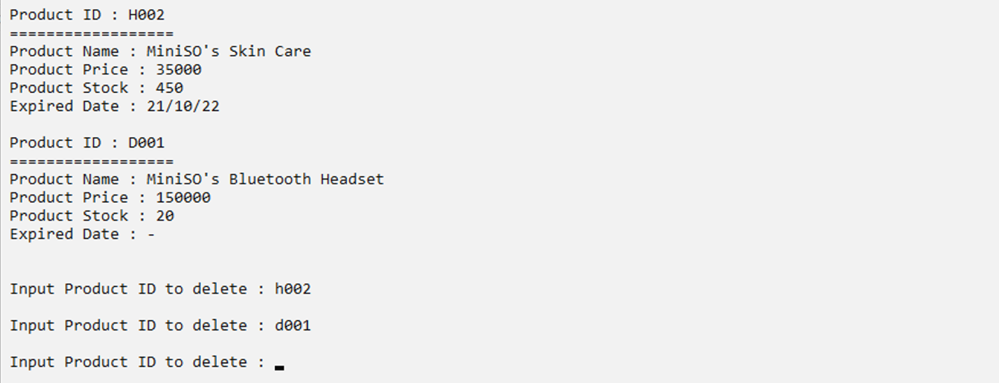 Product ID : H002
==================
Product Name : MiniSO's Skin Care
Product Price : 35000
Product Stock : 450
Expired Date : 21/10/22
Product ID : D001
==================
Product Name : MiniSO's Bluetooth Headset
Product Price : 150000
Product Stock : 20
Expired Date : -
Input Product ID to delete : h002
Input Product ID to delete : d001
Input Product ID to delete :